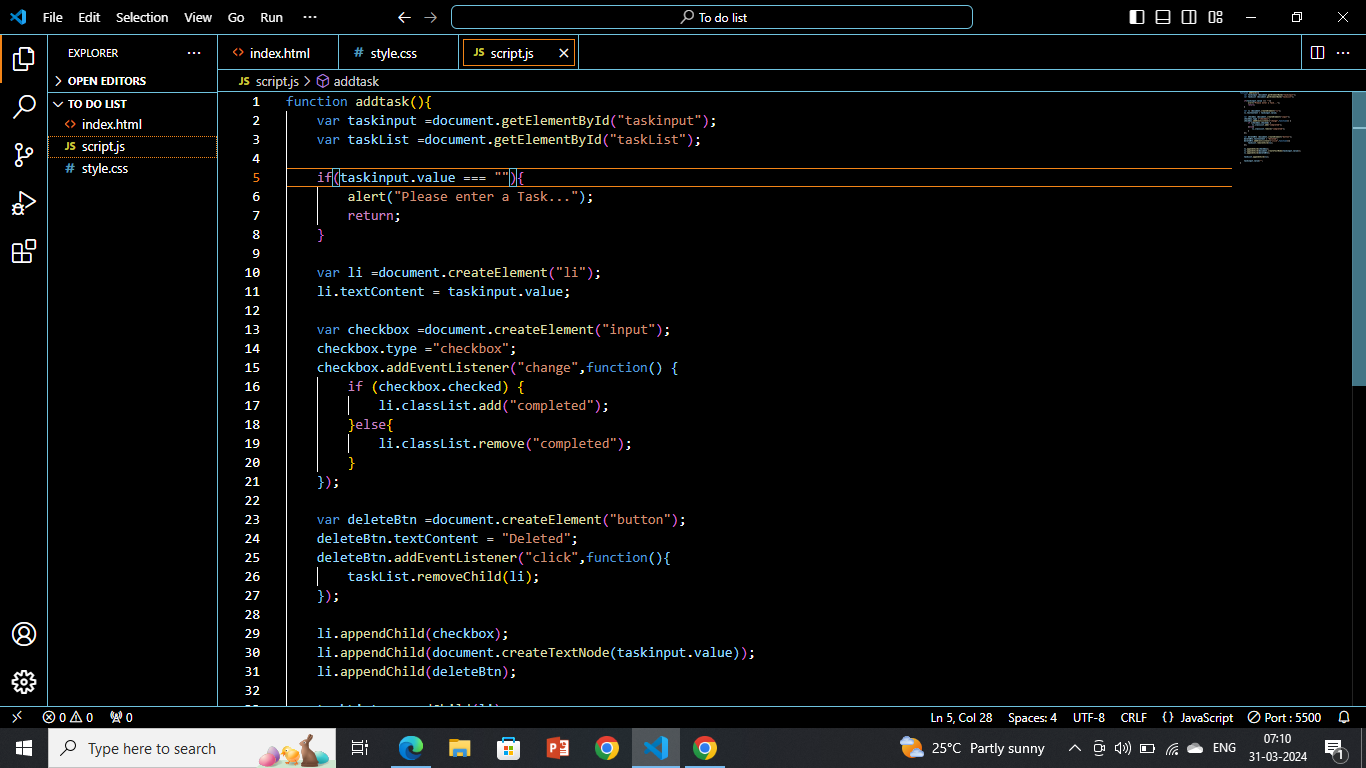 File Edit Selection View Go Run ···
To do list
EXPLORER
OPEN EDITORS
TO DO LIST
index.html
JS script.js
# style.css
index.html
# style.css
JS script.js
JS script.js > addtask
1 function addtask(){
2 var taskinput =document.getElementById("taskinput");
3 var taskList =document.getElementById("taskList");
4
5 if(taskinput.value === ""){
6 alert("Please enter a Task...");
7 return;
8 }
9
10 var li =document.createElement("li");
11 li.textContent = taskinput.value;
12
13 var checkbox =document.createElement("input");
14 checkbox.type ="checkbox";
15 checkbox.addEventListener("change",function() {
16 if (checkbox.checked) {
17 li.classList.add("completed");
18 }else{
19 li.classList.remove("completed");
20 }
21 });
22
23 var deleteBtn =document.createElement("button");
24 deleteBtn.textContent = "Deleted";
25 deleteBtn.addEventListener("click",function(){
26 taskList.removeChild(li);
27 });
28
29 li.appendChild(checkbox);
30 li.appendChild(document.createTextNode(taskinput.value));
31 li.appendChild(deleteBtn);
32
0 0 0
Ln 5, Col 28 Spaces: 4 UTF-8 CRLF {} JavaScript Port : 5500
Type here to search
25°C Partly sunny
ENG
07:10
31-03-2024
1